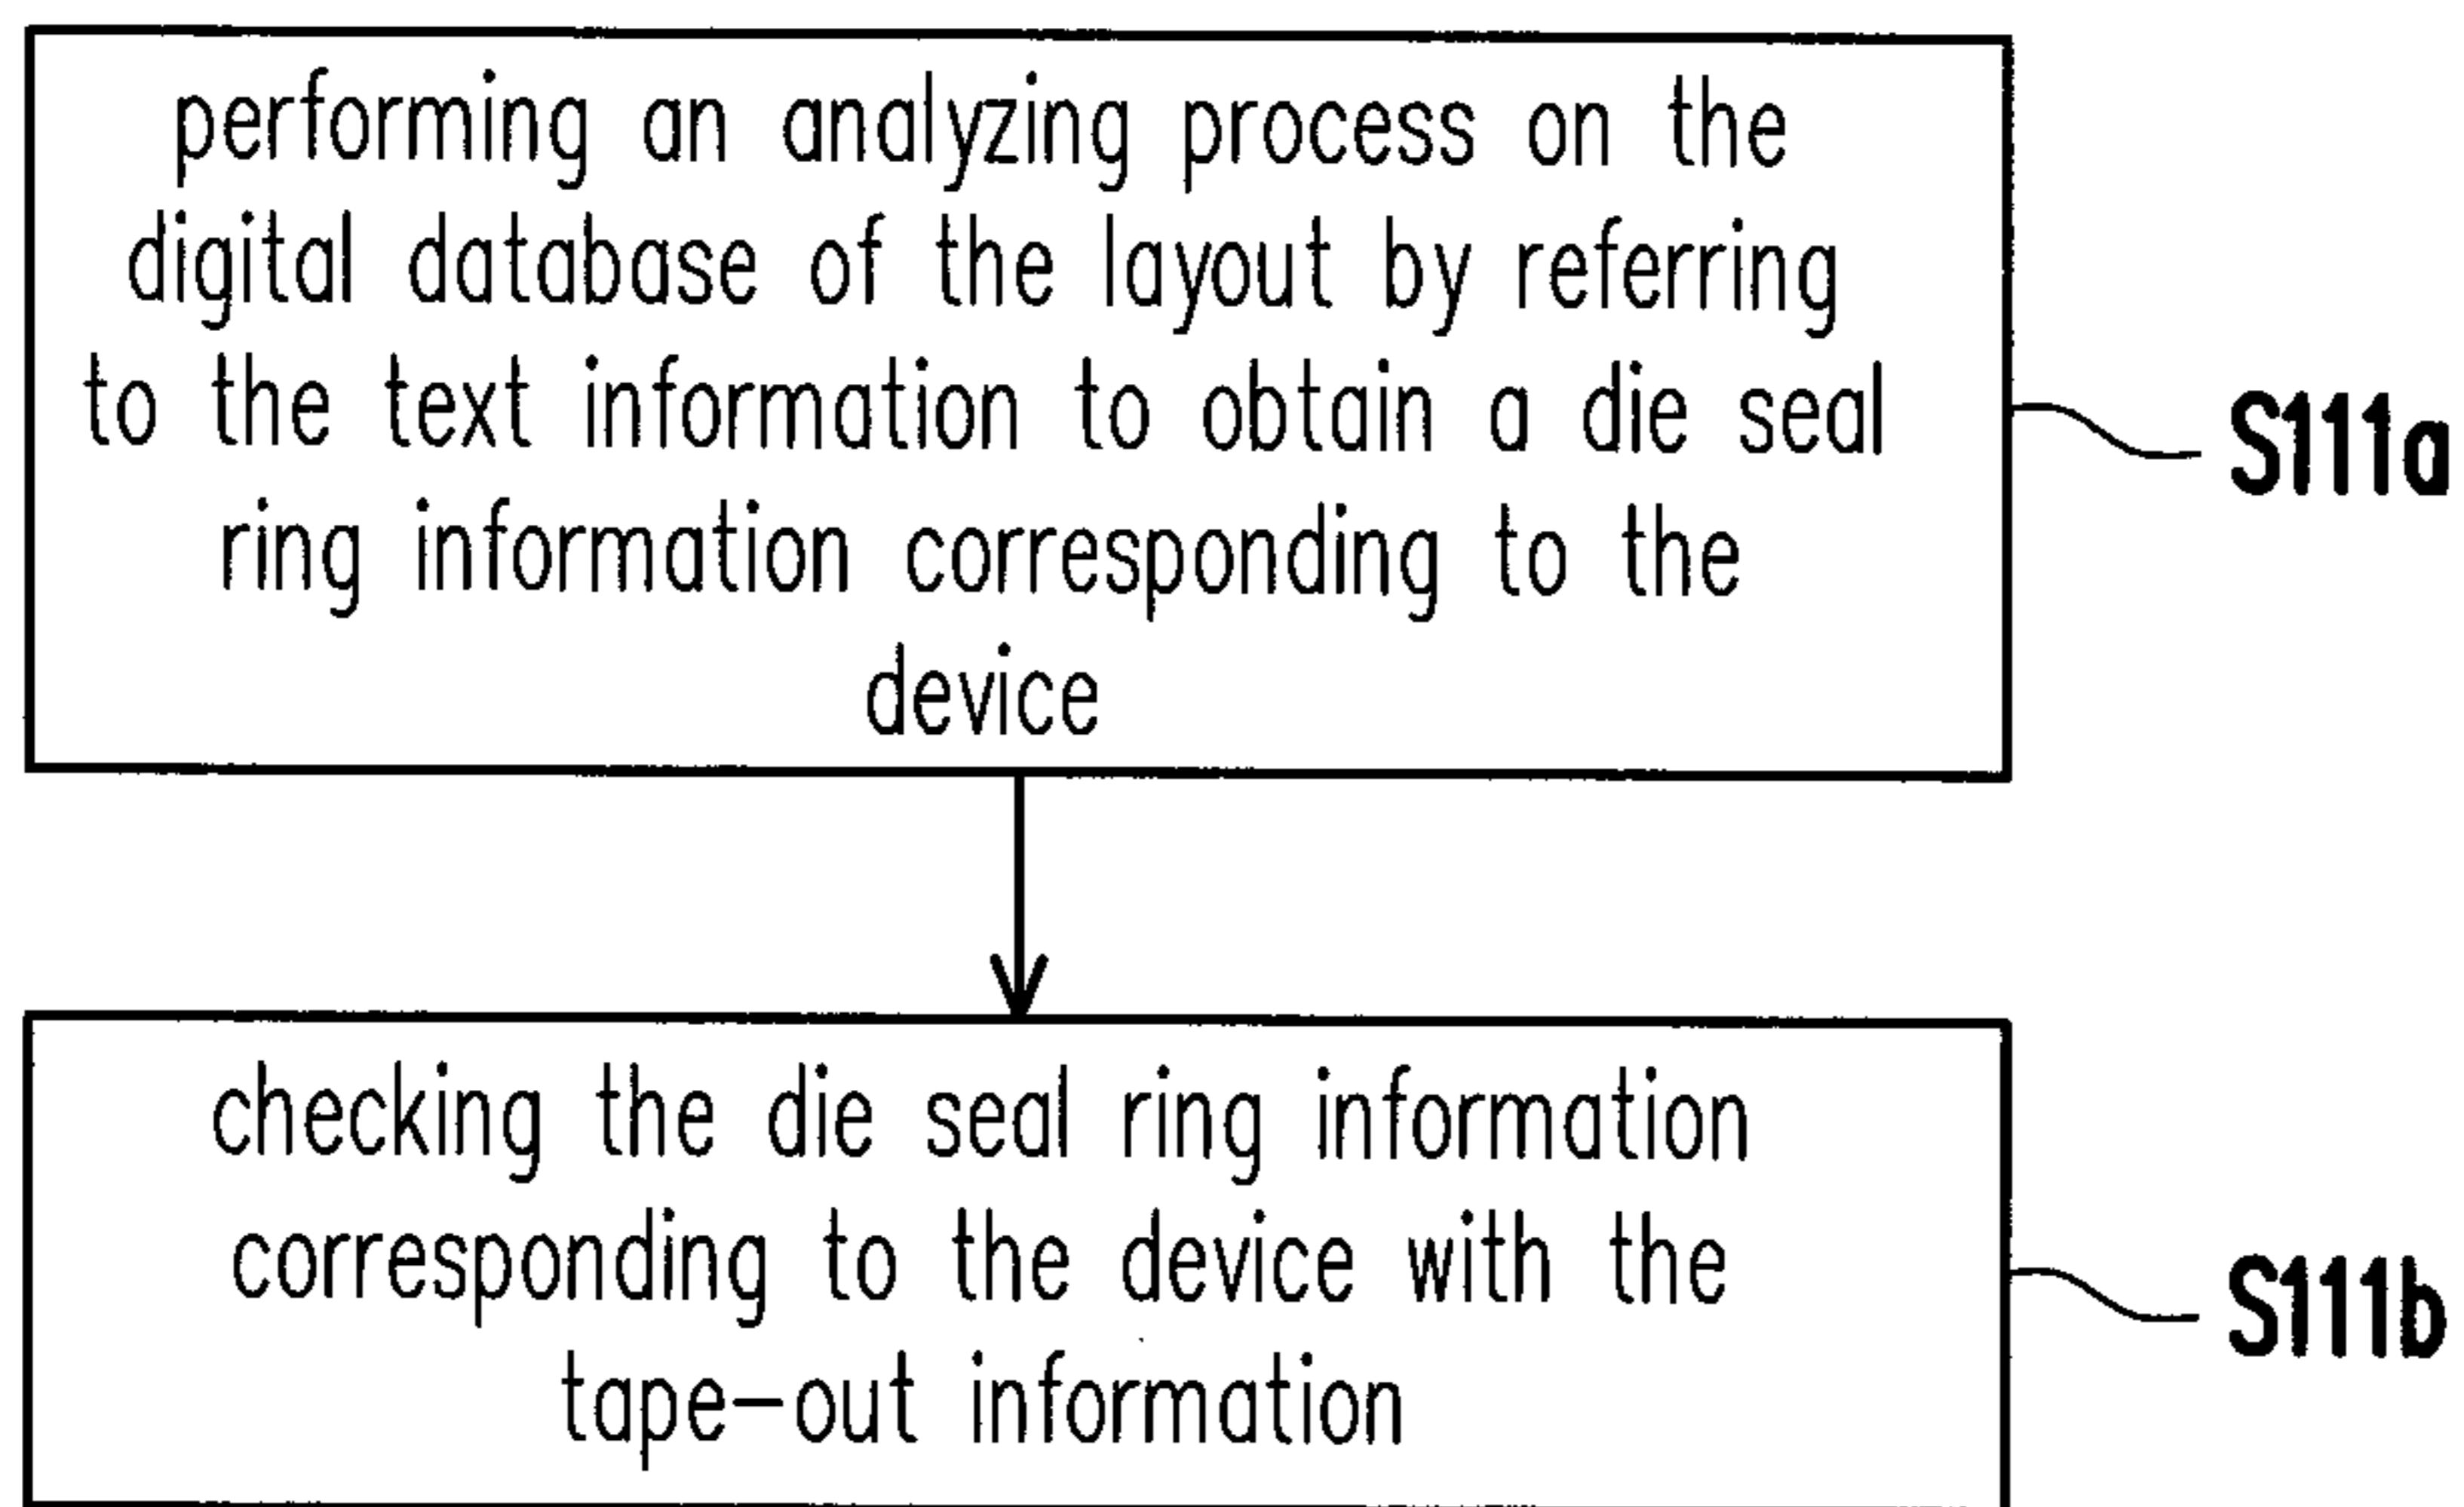 performing an analyzing process on the
digital database of the layout by referring
to the text information to obtain a die seal
ring information corresponding to the
device
S111a
checking the die seal ring information
corresponding to the device with the
tape-out information
S111b